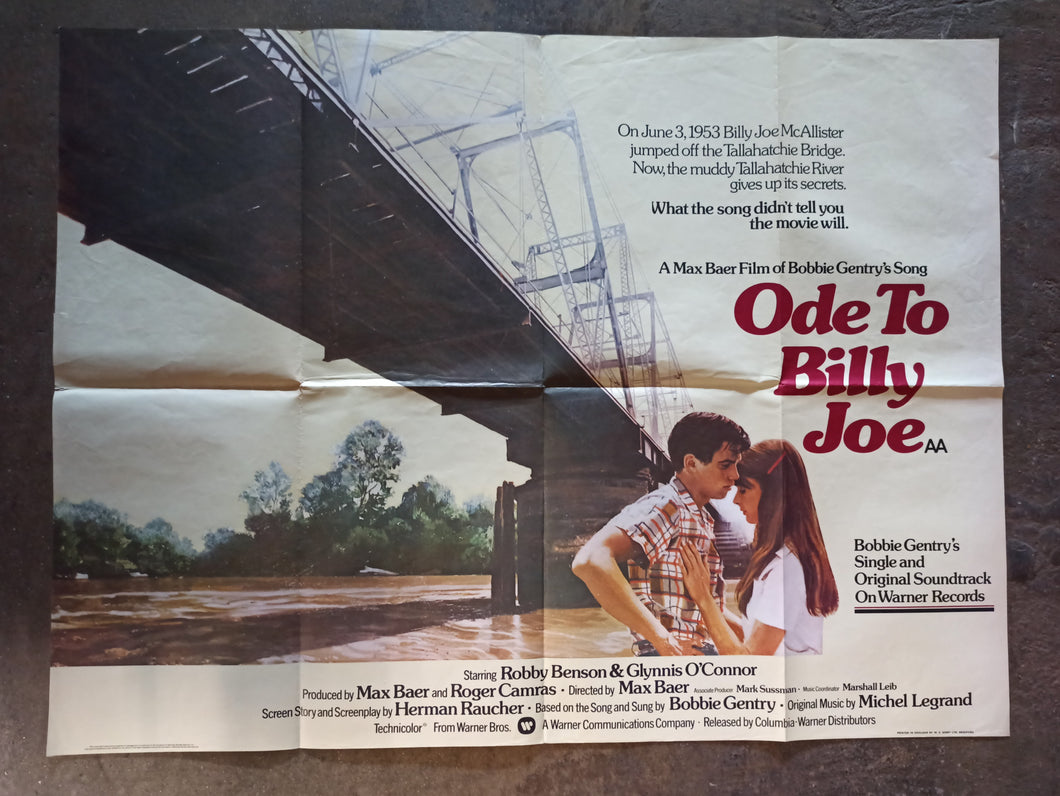 On June 3, 1953 Billy Joe McAllister
jumped off the Tallahatchie Bridge.
Now, the muddy Tallahatchie River
gives up its secrets.
What the song didn't tell you
the movie will.
A Max Baer Film of Bobbie Gentry's Song
Ode To
Billy
Joe AA
Bobbie Gentry's
Single and
Original Soundtrack
On Warner Records
Starring Robby Benson & Glynnis O'Connor
Produced by Max Baer and Roger Camras · Directed by Max Baer Associate Producer Mark Sussman · Music Coordinator Marshall Leib
Screen Story and Screenplay by Herman Raucher · Based on the Song and Sung by Bobbie Gentry · Original Music by Michel Legrand
Technicolor® From Warner Bros. A Warner Communications Company · Released by Columbia-Warner Distributors
PRINTED IN ENGLAND BY